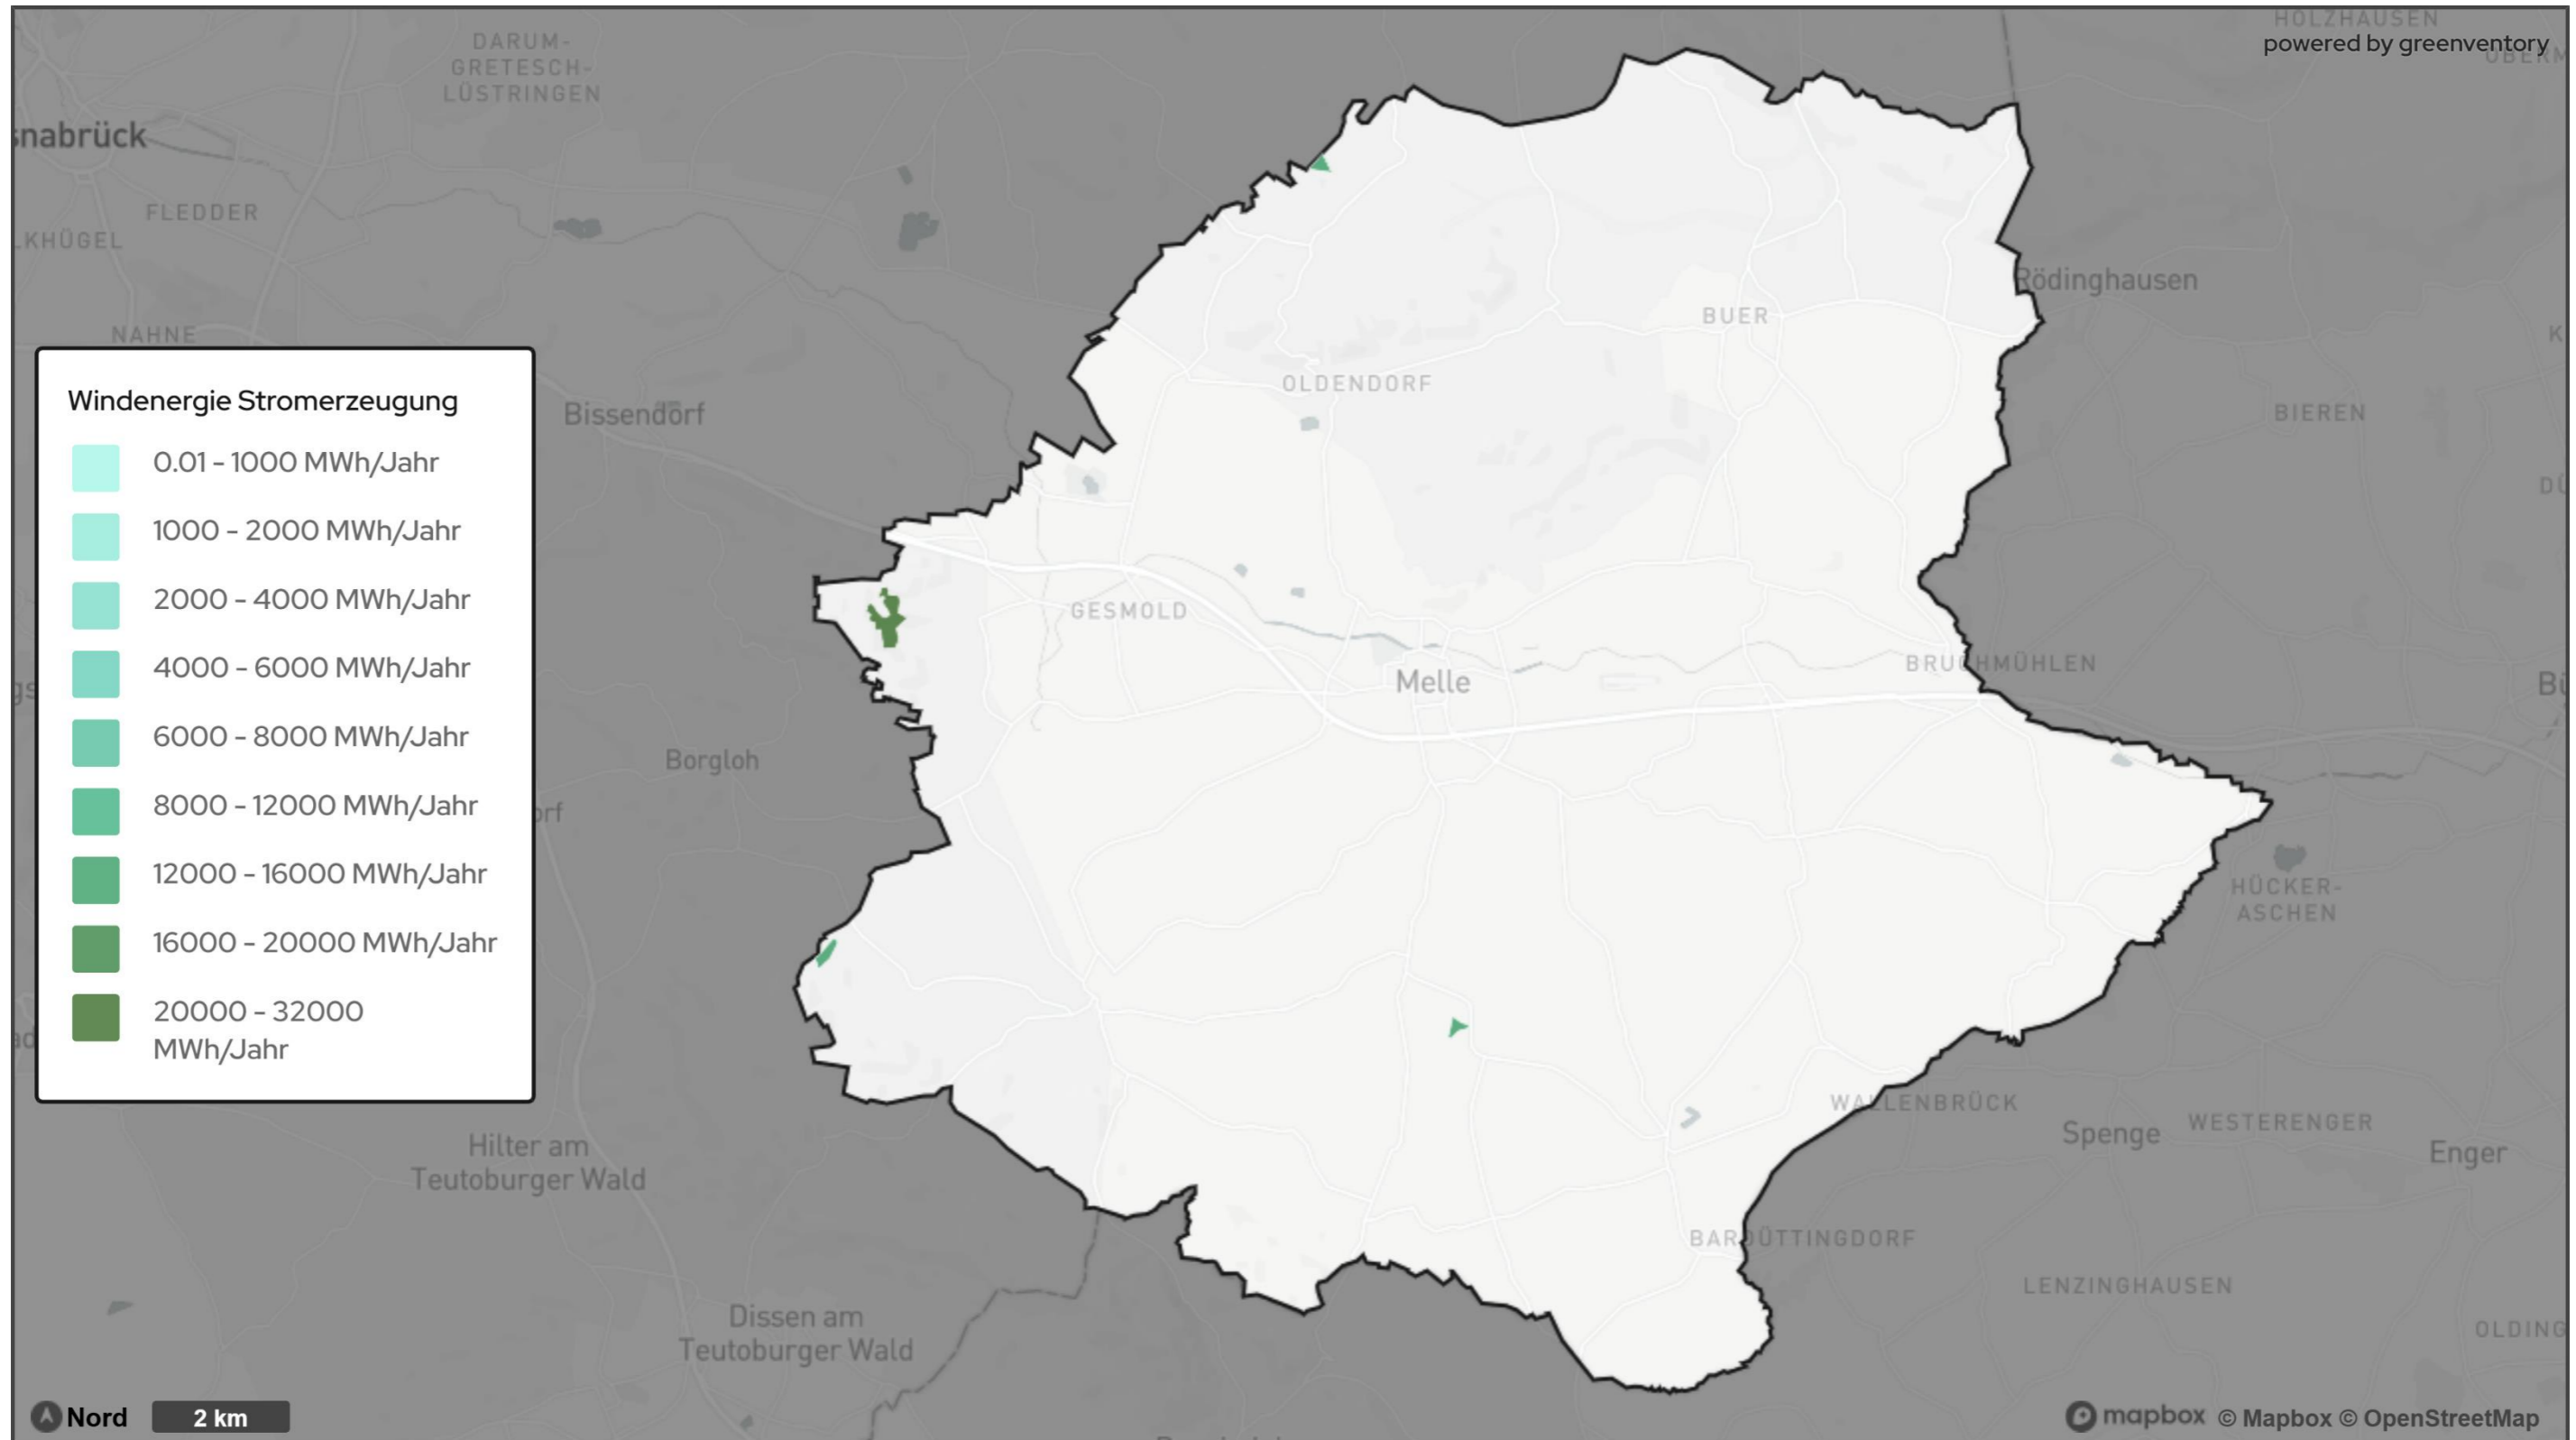 HOLZHAUSEN
powered by greenventory
DARUM-
GRETESCH-
LÜSTRINGEN
snabrück
FLEDDER
LKHÜGEL
NAHNE
Rödinghausen
BUER
OLDENDORF
BIEREN
Bissendorf
Windenergie Stromerzeugung
0.01 - 1000 MWh/Jahr
1000 - 2000 MWh/Jahr
2000 - 4000 MWh/Jahr
4000 - 6000 MWh/Jahr
6000 - 8000 MWh/Jahr
8000 - 12000 MWh/Jahr
12000 - 16000 MWh/Jahr
16000 - 20000 MWh/Jahr
20000 - 32000
MWh/Jahr
GESMOLD
BRUCHMÜHLEN
Melle
Borgloh
orf
HÜCKER-
ASCHEN
WALLENBRÜCK
Spenge
WESTERENGER
Enger
Hilter am
Teutoburger Wald
BARDÜTTINGDORF
LENZINGHAUSEN
Dissen am
Teutoburger Wald
OLDING
Nord
2 km
mapbox © Mapbox © OpenStreetMap